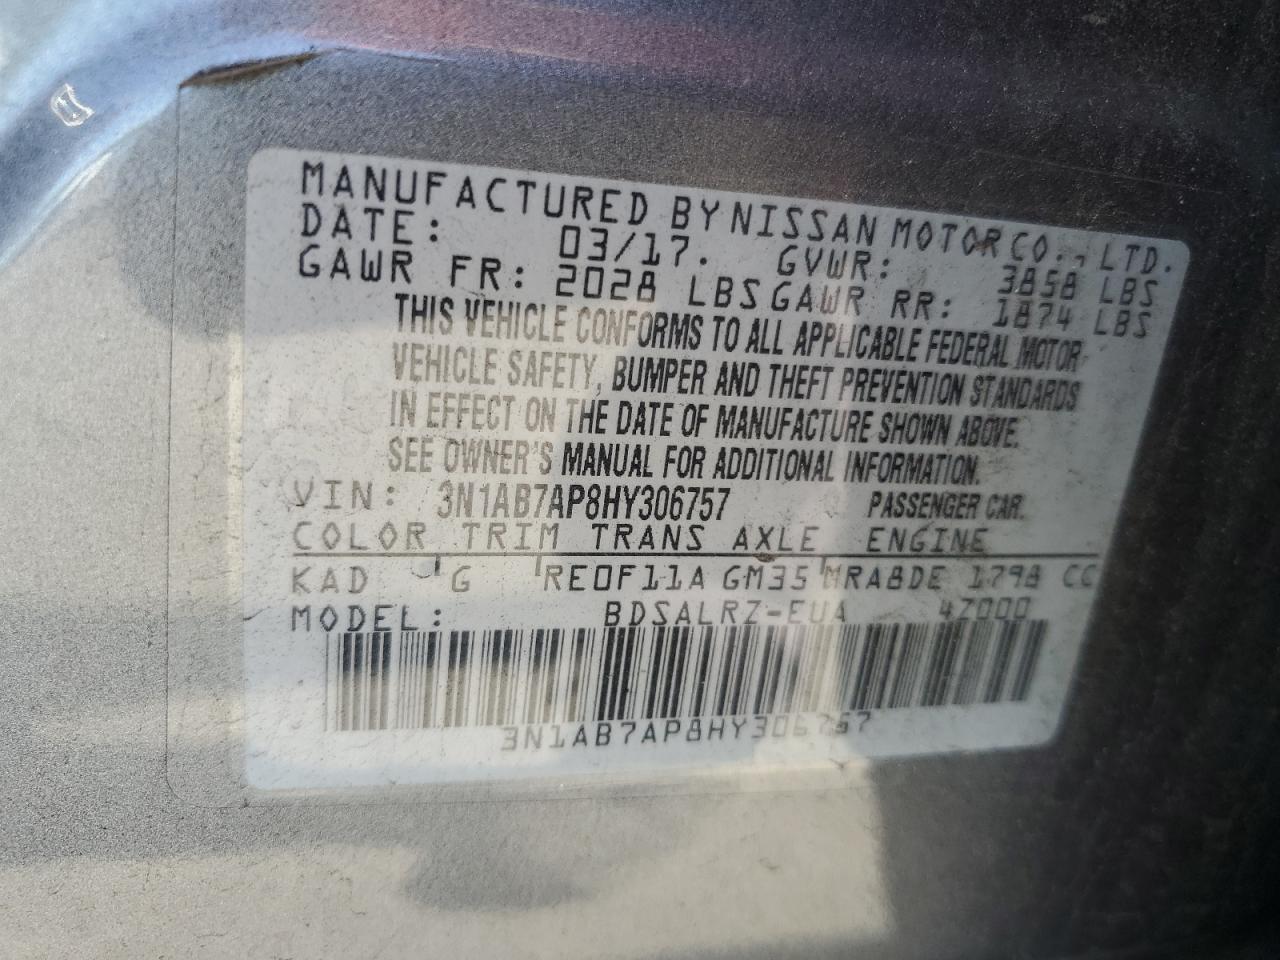 MANUFACTURED BY NISSAN MOTOR CO., LTD.
DATE: 03/17. GVWR: 3858 LBS
GAWR FR: 2028 LBS GAWR RR: 1874 LBS
THIS VEHICLE CONFORMS TO ALL APPLICABLE FEDERAL MOTOR
VEHICLE SAFETY, BUMPER AND THEFT PREVENTION STANDARDS
IN EFFECT ON THE DATE OF MANUFACTURE SHOWN ABOVE.
SEE OWNER'S MANUAL FOR ADDITIONAL INFORMATION.
VIN: 3N1AB7AP8HY306757 PASSENGER CAR.
COLOR TRIM TRANS AXLE ENGINE
KAD G RE0F11A GM35 MRA8DE 1798 CC
MODEL: BDSALRZ-EUA 4Z000
3N1AB7AP8HY306757